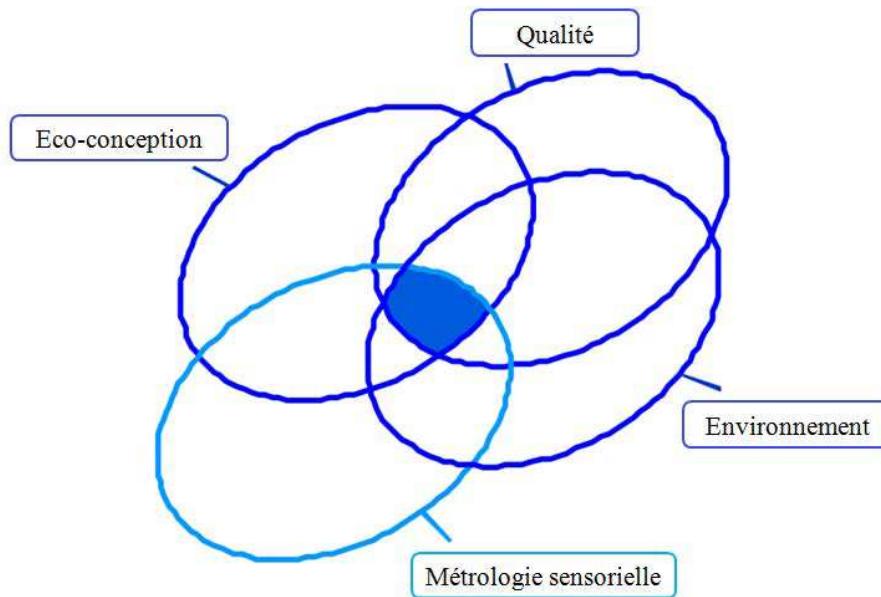 Qualité
Eco-conception
Environnement
Métrologie sensorielle